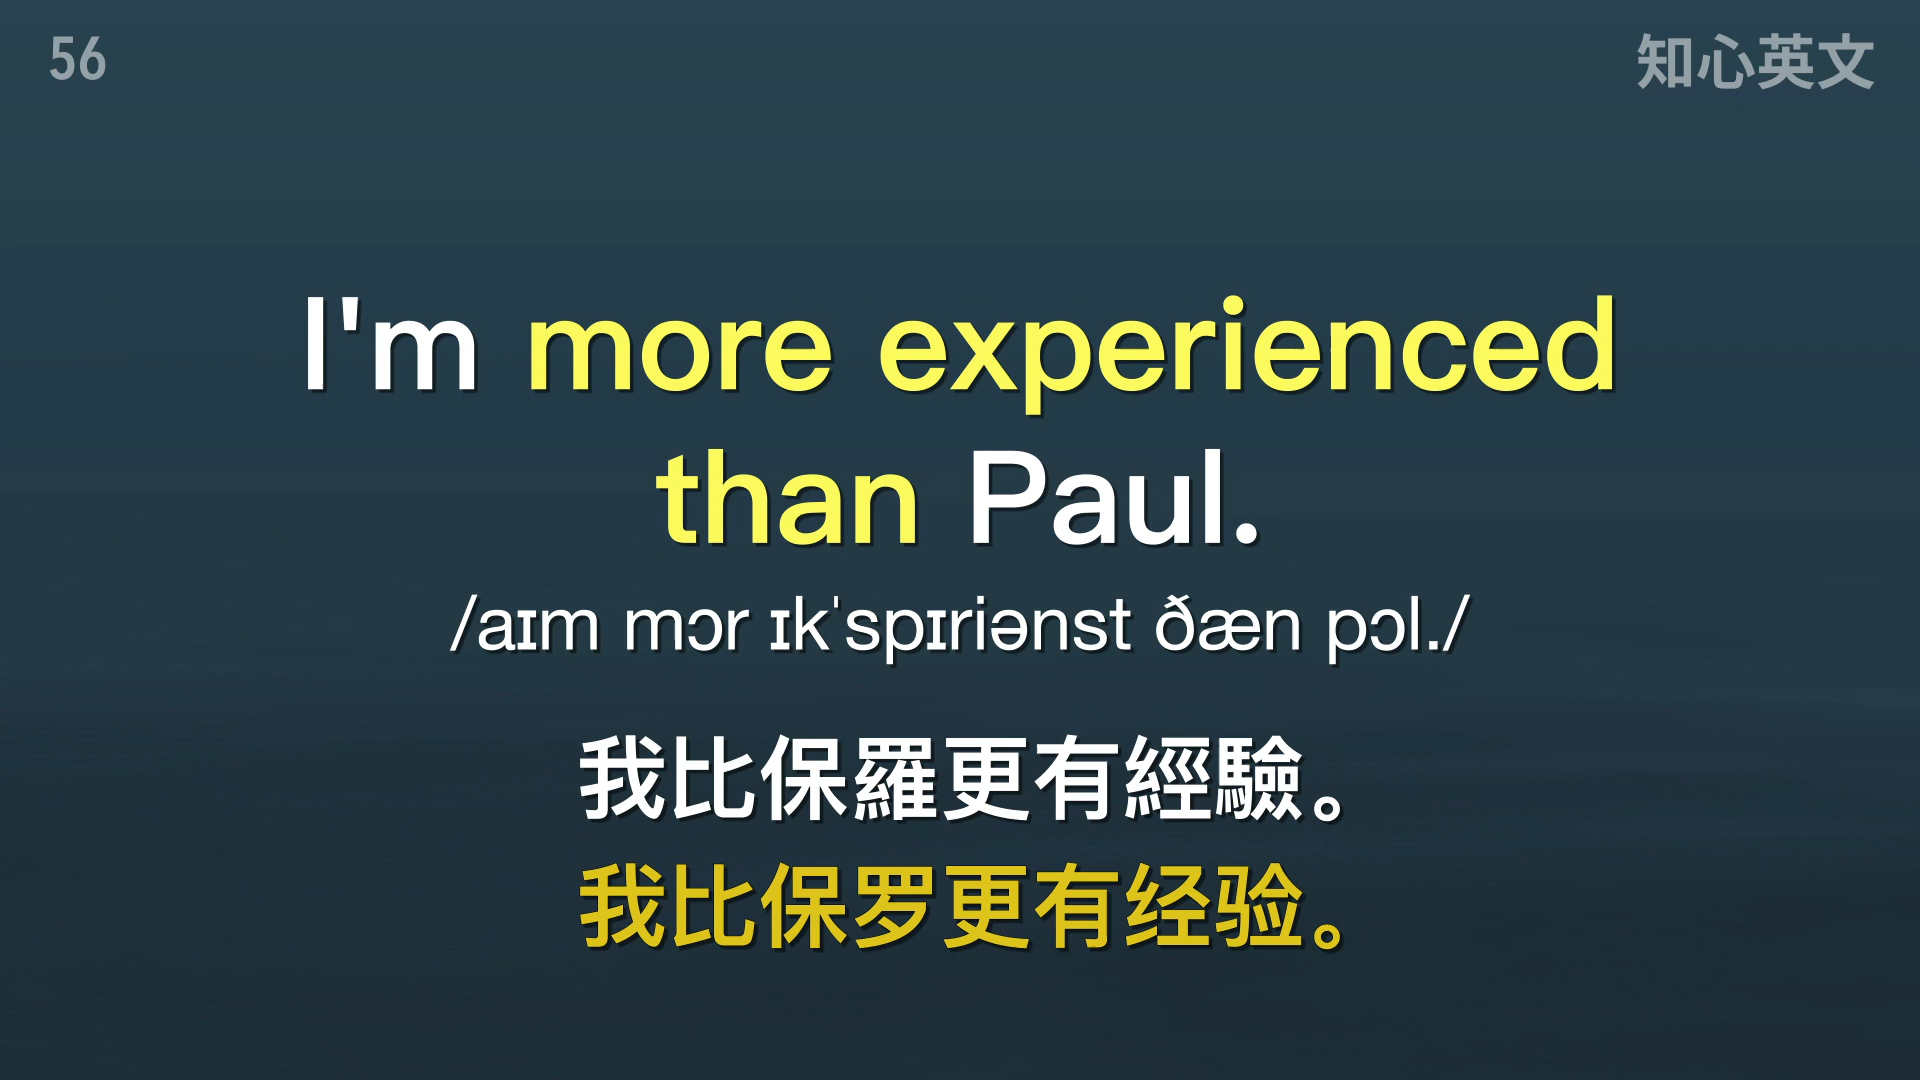 56
知心英文
I'm more experienced
than Paul.
/aɪm mɔr ɪkˈspɪriənst ðæn pɔl./
我比保羅更有經驗。
我比保罗更有经验。